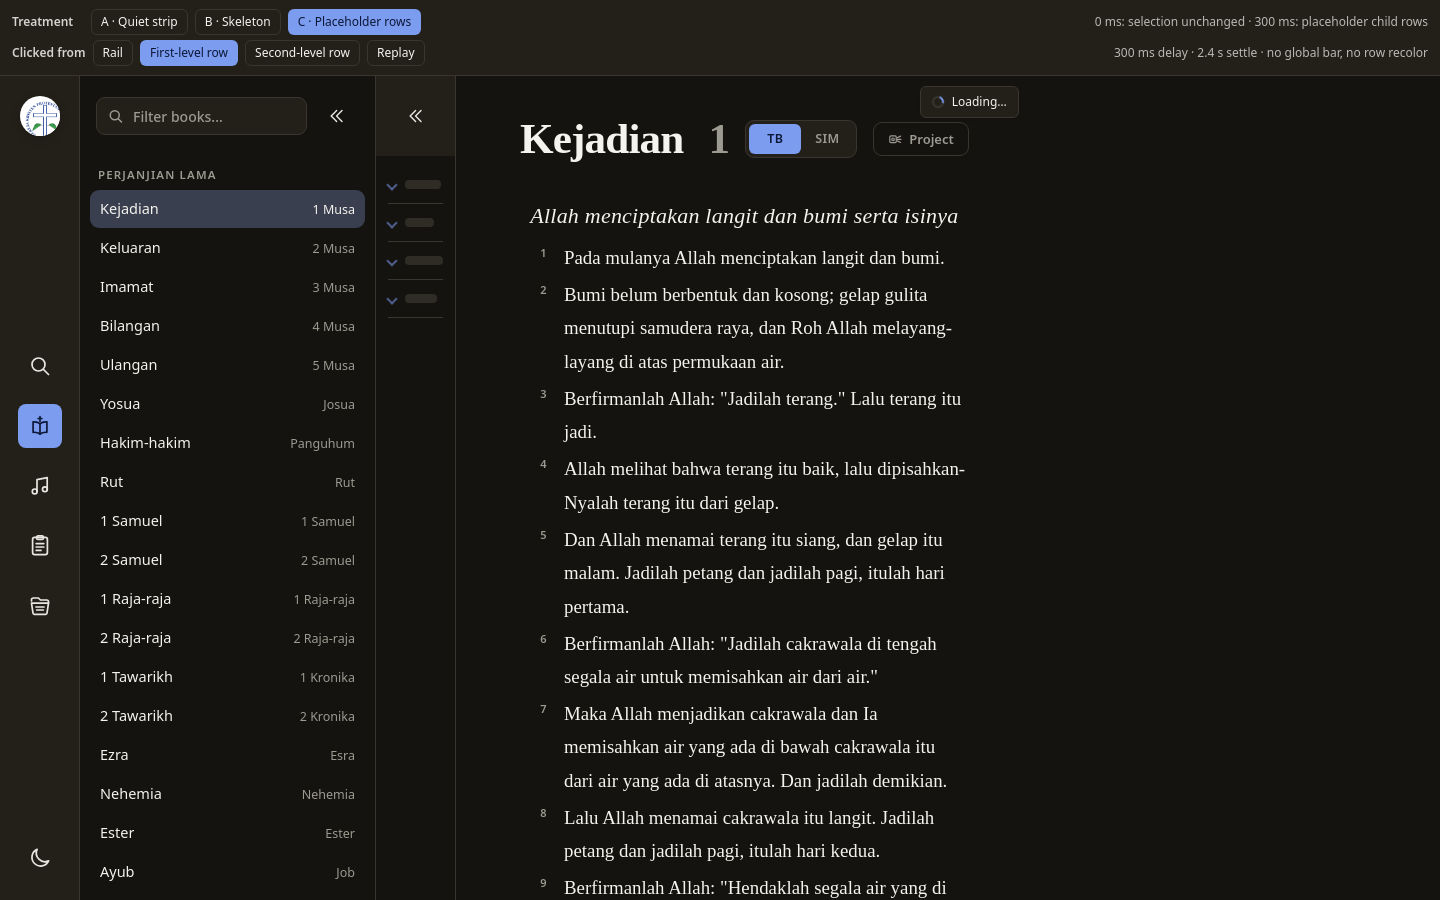 Treatment A · Quiet strip B · Skeleton C · Placeholder rows
0 ms: selection unchanged · 300 ms: placeholder child rows
Clicked from Rail First-level row Second-level row Replay
300 ms delay · 2.4 s settle · no global bar, no row recolor
Filter books...
PERJANJIAN LAMA
Kejadian 1 Musa
Keluaran 2 Musa
Imamat 3 Musa
Bilangan 4 Musa
Ulangan 5 Musa
Yosua Josua
Hakim-hakim Panguhum
Rut Rut
1 Samuel 1 Samuel
2 Samuel 2 Samuel
1 Raja-raja 1 Raja-raja
2 Raja-raja 2 Raja-raja
1 Tawarikh 1 Kronika
2 Tawarikh 2 Kronika
Ezra Esra
Nehemia Nehemia
Ester Ester
Ayub Job
Loading...
Kejadian 1 TB SIM Project
Allah menciptakan langit dan bumi serta isinya
1 Pada mulanya Allah menciptakan langit dan bumi.
2 Bumi belum berbentuk dan kosong; gelap gulita
menutupi samudera raya, dan Roh Allah melayang-
layang di atas permukaan air.
3 Berfirmanlah Allah: "Jadilah terang." Lalu terang itu
jadi.
4 Allah melihat bahwa terang itu baik, lalu dipisahkan-
Nyalah terang itu dari gelap.
5 Dan Allah menamai terang itu siang, dan gelap itu
malam. Jadilah petang dan jadilah pagi, itulah hari
pertama.
6 Berfirmanlah Allah: "Jadilah cakrawala di tengah
segala air untuk memisahkan air dari air."
7 Maka Allah menjadikan cakrawala dan Ia
memisahkan air yang ada di bawah cakrawala itu
dari air yang ada di atasnya. Dan jadilah demikian.
8 Lalu Allah menamai cakrawala itu langit. Jadilah
petang dan jadilah pagi, itulah hari kedua.
9 Berfirmanlah Allah: "Hendaklah segala air yang di